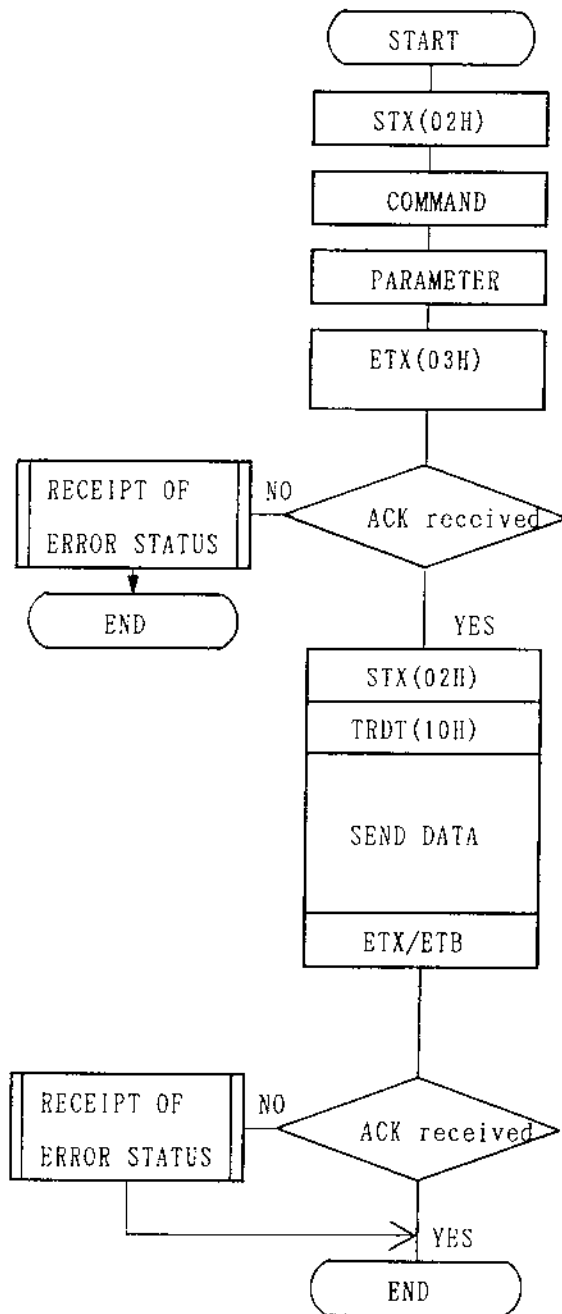 START
STX(02H)
COMMAND
PARAMETER
ETX(03H)
RECEIPT OF
ERROR STATUS
NO
ACK received
END
YES
STX(02H)
TRDT(10H)
SEND DATA
ETX/ETB
RECEIPT OF
ERROR STATUS
NO
ACK received
YES
END